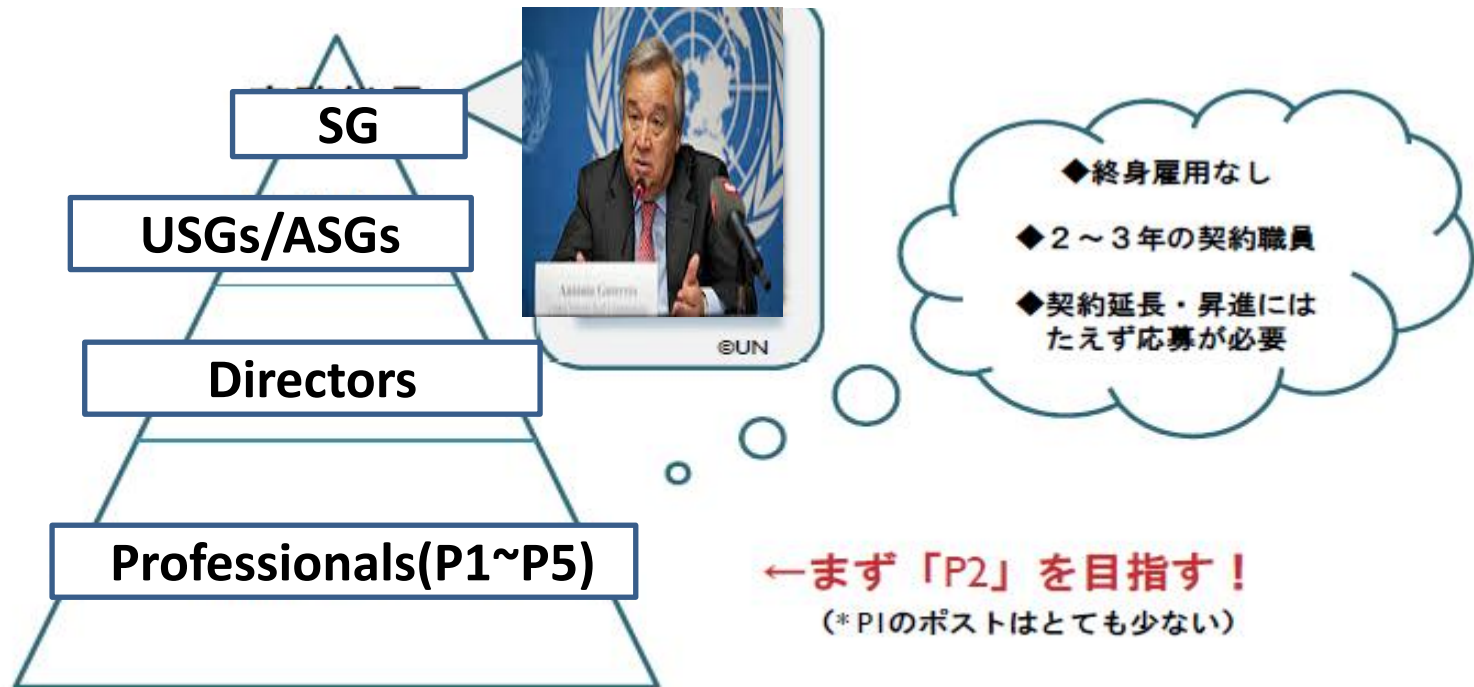 SG
USGs/ASGs
Directors
Professionals(P1~P5)
António Guterres
©UN
◆終身雇用なし
◆２～３年の契約職員
◆契約延長・昇進には
たえず応募が必要
←まず「P2」を目指す！
（*P1のポストはとても少ない）